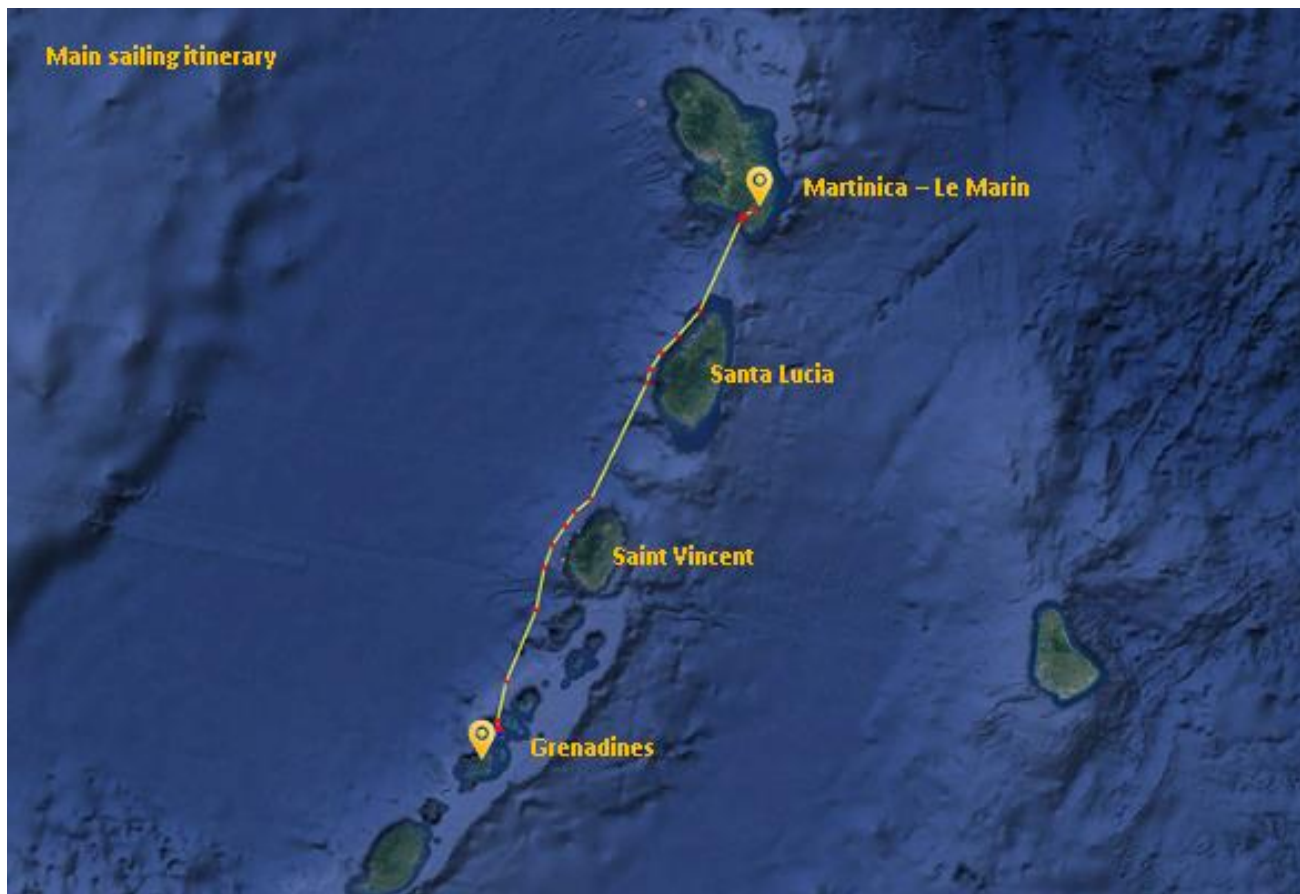 Main sailing itinerary
Martinica – Le Marin
Santa Lucia
Saint Vincent
Grenadines